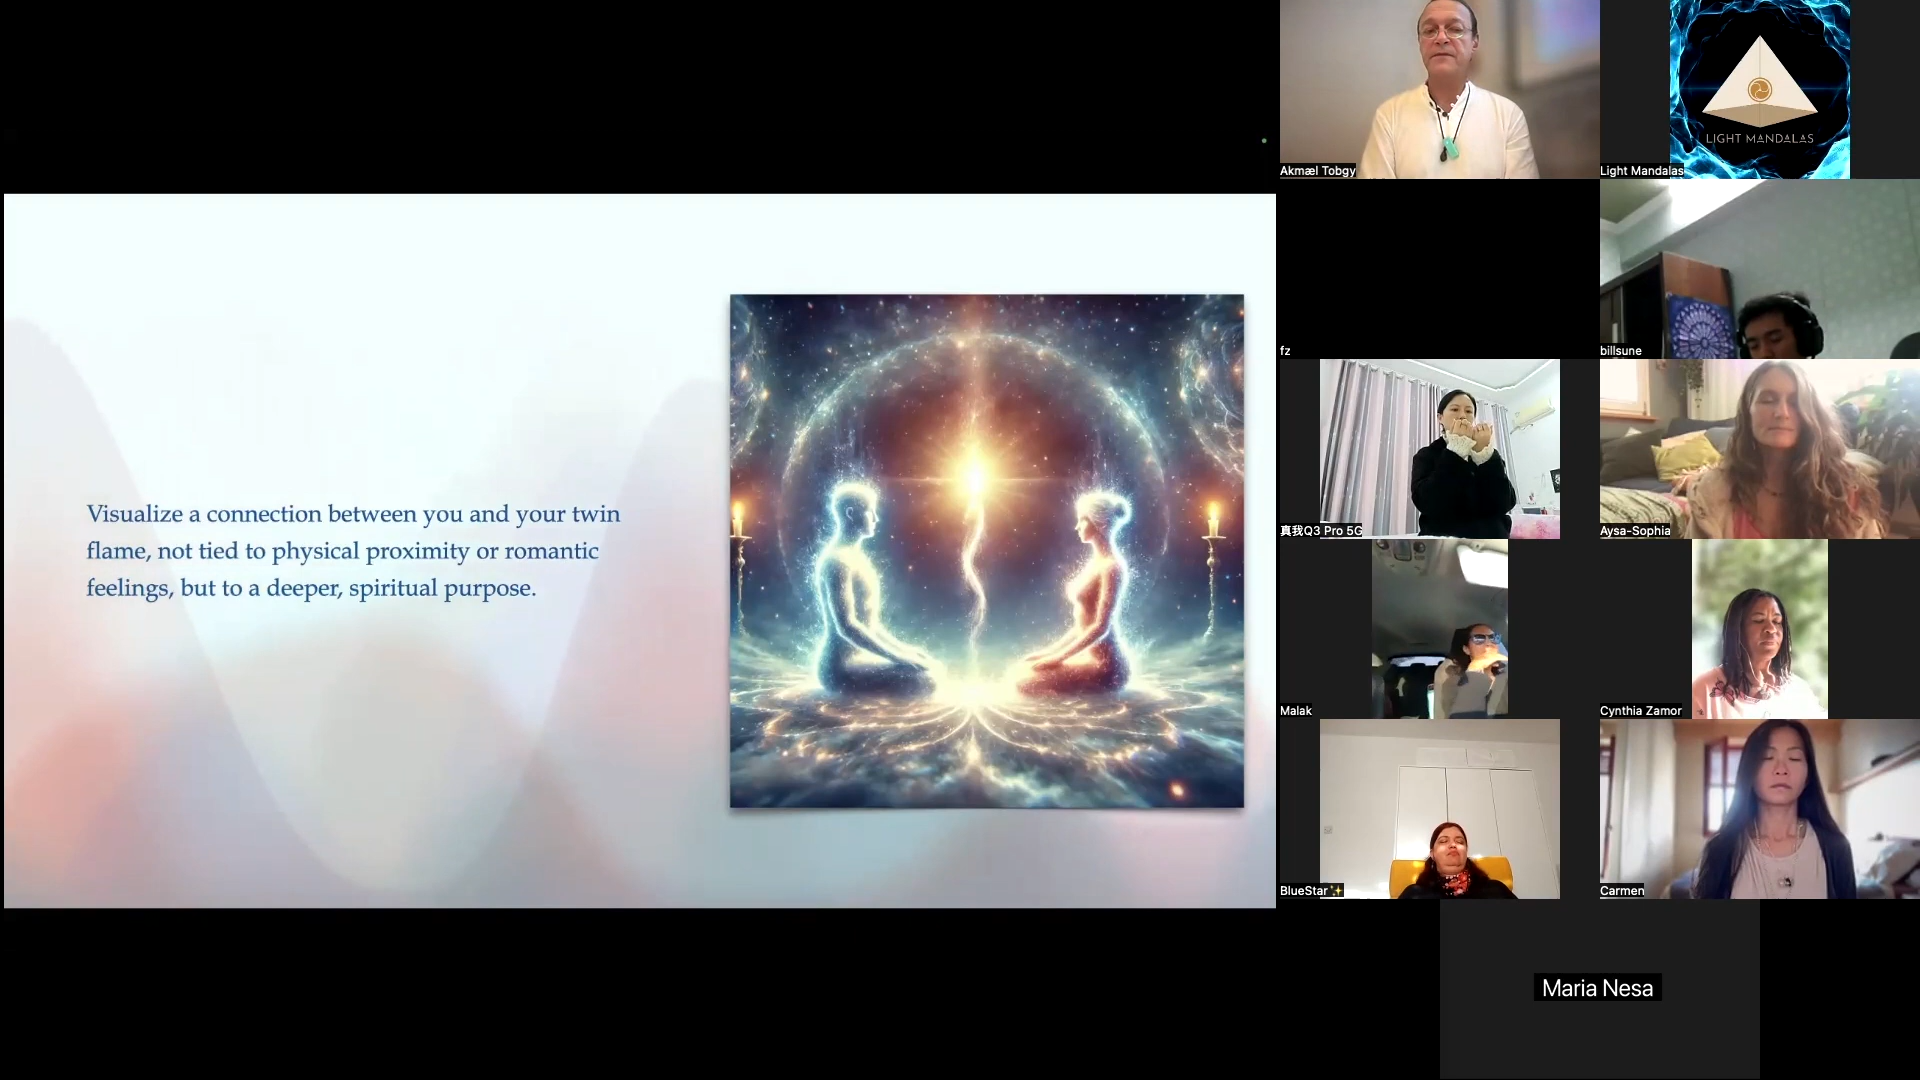 Visualize a connection between you and your twin
flame, not tied to physical proximity or romantic
feelings, but to a deeper, spiritual purpose.
Akmæl Tobgy
LIGHT MANDALAS
Light Mandalas
fz
billsune
真我Q3 Pro 5G
Aysa-Sophia
Malak
Cynthia Zamor
BlueStar✨
Carmen
Maria Nesa